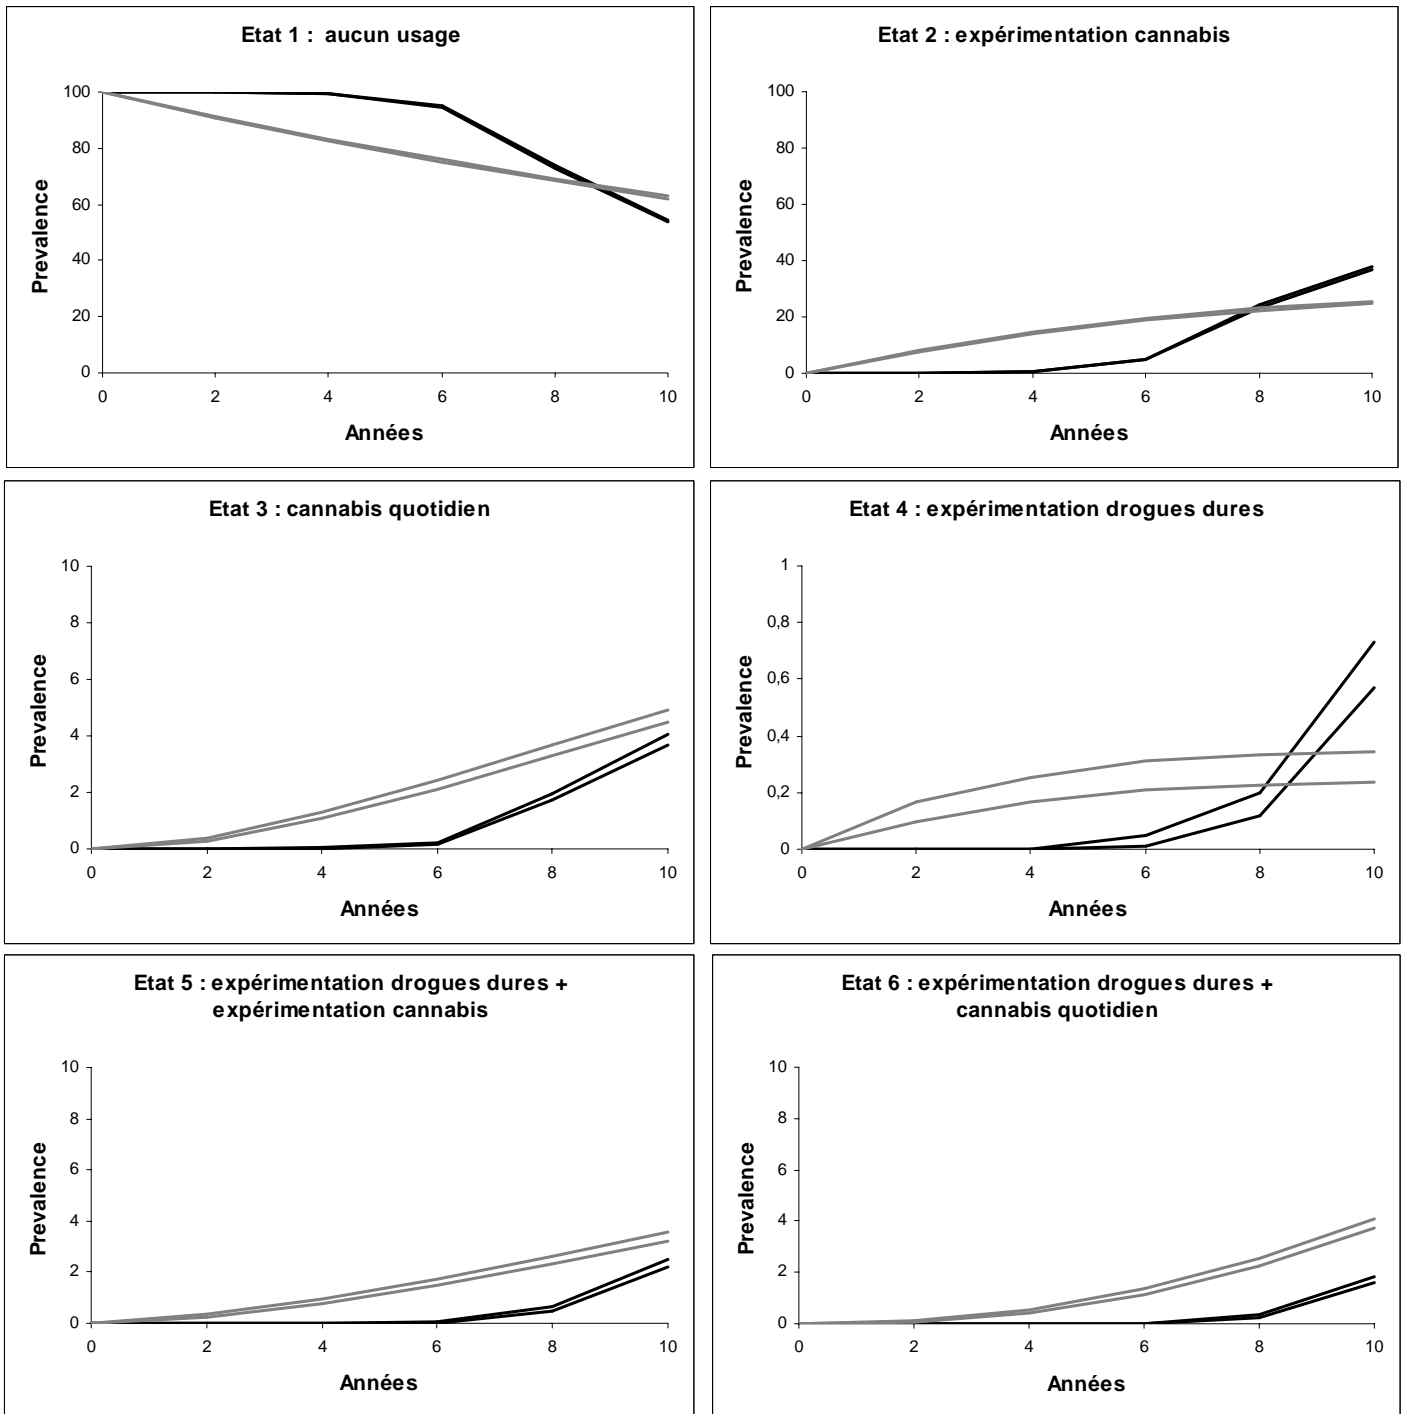 Etat 1 : aucun usage
100
80
60
40
20
0
Prevalence
0 2 4 6 8 10
Années
Etat 2 : expérimentation cannabis
100
80
60
40
20
0
Prevalence
0 2 4 6 8 10
Années
Etat 3 : cannabis quotidien
10
8
6
4
2
0
Prevalence
0 2 4 6 8 10
Années
Etat 4 : expérimentation drogues dures
1
0,8
0,6
0,4
0,2
0
Prevalence
0 2 4 6 8 10
Années
Etat 5 : expérimentation drogues dures +
expérimentation cannabis
10
8
6
4
2
0
Prevalence
0 2 4 6 8 10
Années
Etat 6 : expérimentation drogues dures +
cannabis quotidien
10
8
6
4
2
0
Prevalence
0 2 4 6 8 10
Années